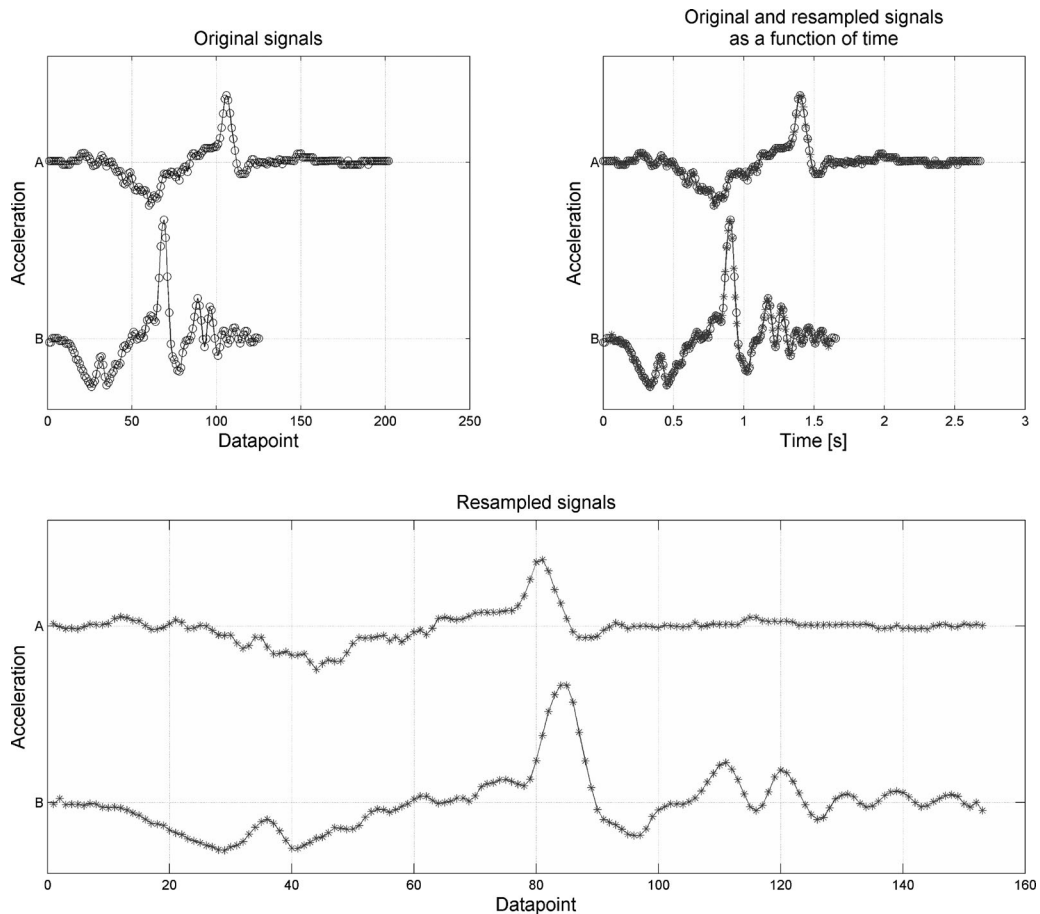 Original signals
Acceleration
A
B
0 50 100 150 200 250
Datapoint
Original and resampled signals
as a function of time
Acceleration
A
B
0 0.5 1 1.5 2 2.5 3
Time [s]
Resampled signals
Acceleration
A
B
0 20 40 60 80 100 120 140 160
Datapoint